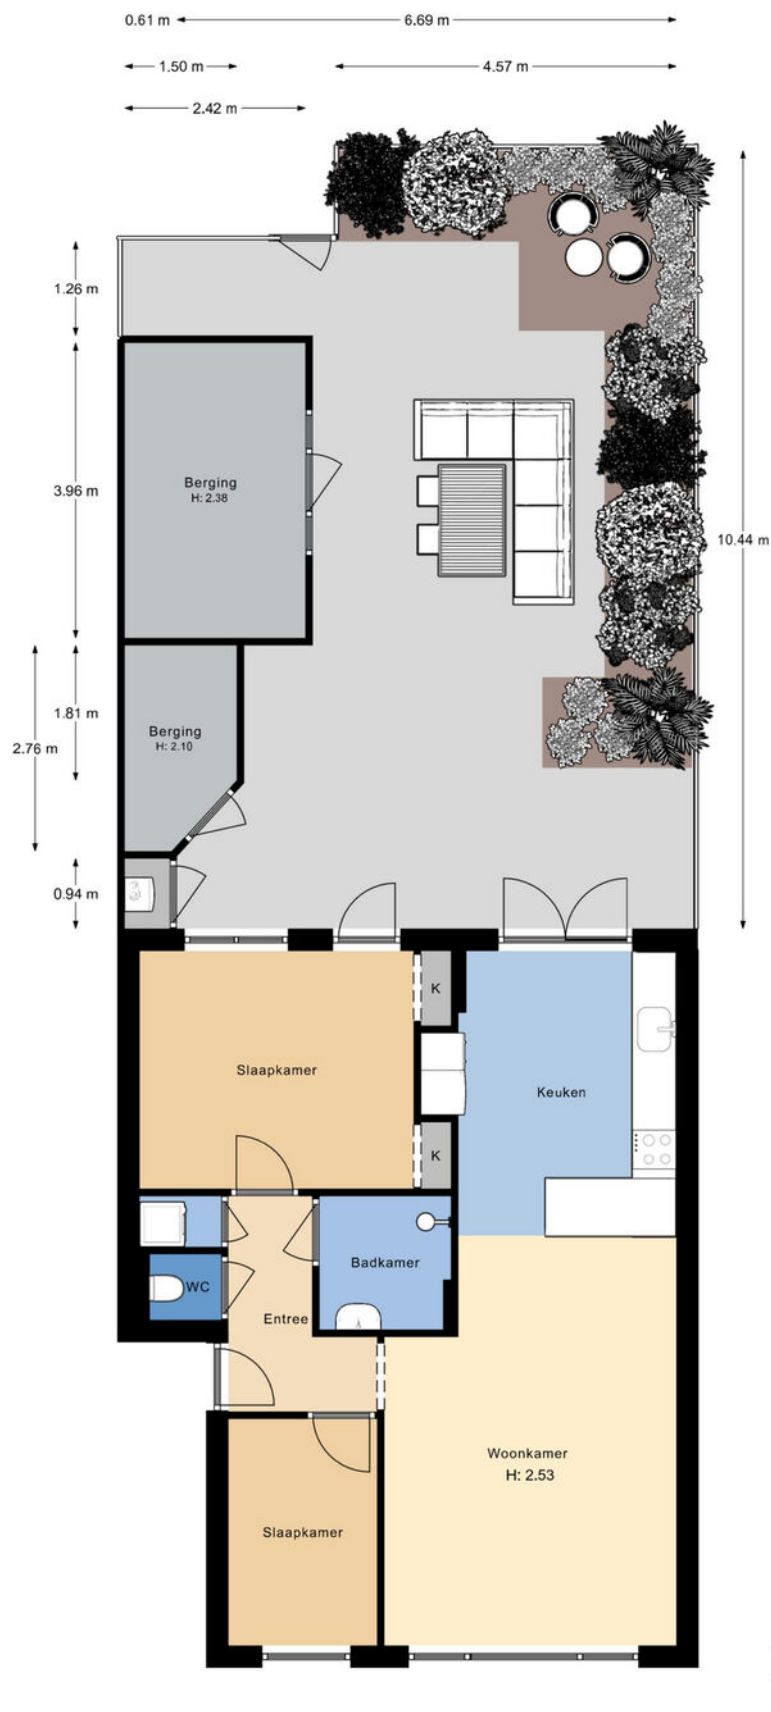 0.61 m
6.69 m
1.50 m
4.57 m
2.42 m
1.26 m
Berging
H: 2.38
3.96 m
10.44 m
1.81 m
Berging
H: 2.10
2.76 m
0.94 m
K
Slaapkamer
Keuken
K
Badkamer
WC
Entree
Woonkamer
H: 2.53
Slaapkamer